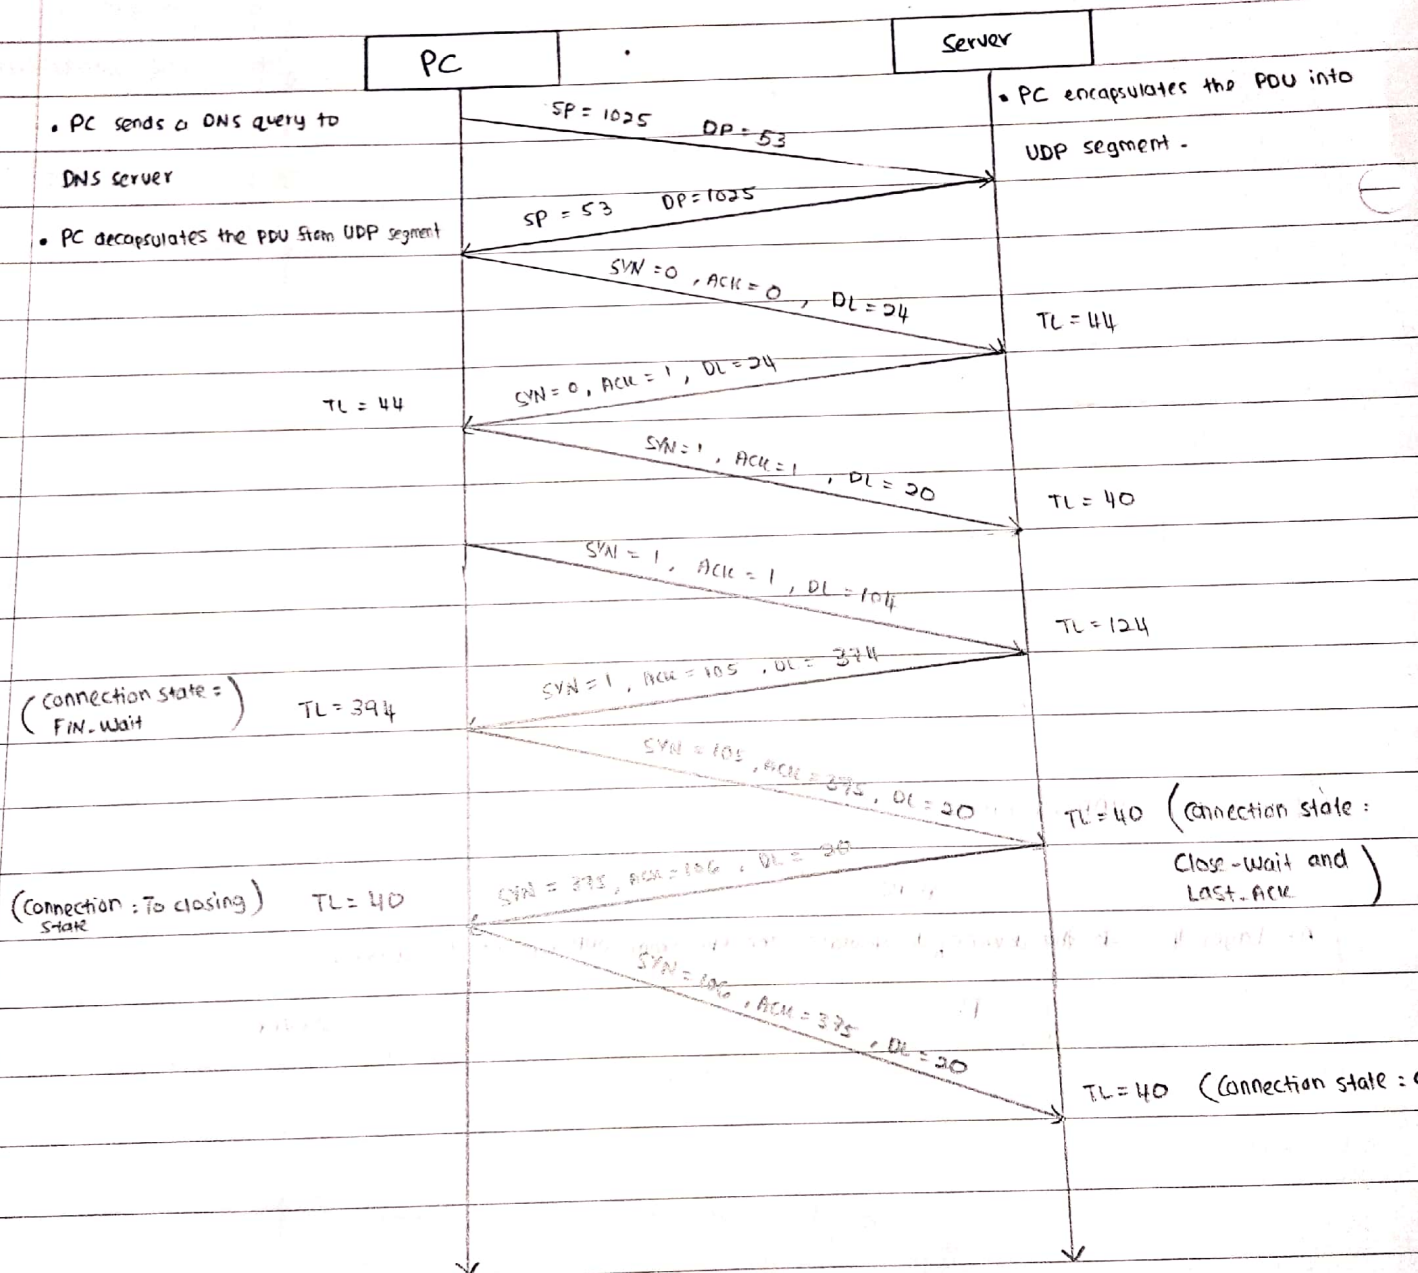 PC
Server
• PC sends a DNS query to
DNS server
SP = 1025 DP = 53
• PC encapsulates the PDU into
UDP segment.
SP = 53 DP = 1025
• PC decapsulates the PDU from UDP segment
SYN = 0, ACK = 0, DL = 24
TL = 44
SYN = 0, ACK = 1, DL = 24
TL = 44
SYN = 1, ACK = 1, DL = 20
TL = 40
SYN = 1, ACK = 1, DL = 104
TL = 124
SYN = 1, ACK = 105, DL = 374
(Connection state =
FIN-Wait)
TL = 394
SYN = 105, ACK = 375, DL = 20
TL = 40 (Connection state :
Close-Wait and
Last-ACK)
SYN = 375, ACK = 106, DL = 20
(Connection : To closing)
state
TL = 40
SYN = 106, ACK = 375, DL = 20
TL = 40 (Connection state :